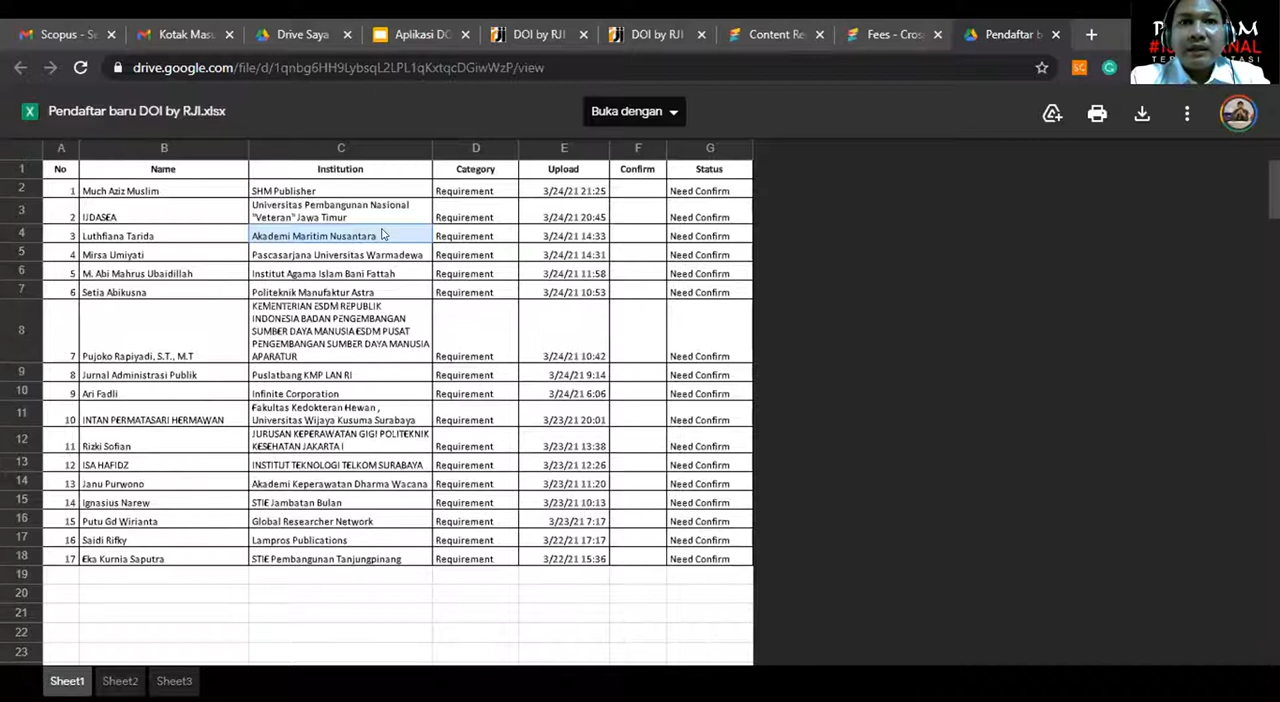 Scopus - Se
Kotak Mas
Drive Saya
Aplikasi DO
DOI by RJI
DOI by RJI
Content Re
Fees - Cros
Pendaftar b
drive.google.com/file/d/1qnbg6HH9LybsqL2LPL1qKxtqcDGiwWzP/view
SC
Pendaftar baru DOI by RJI.xlsx
Buka dengan
A B C D E F G
1 No Name Institution Category Upload Confirm Status
2 1 Much Aziz Muslim SHM Publisher Requirement 3/24/21 21:25 Need Confirm
Universitas Pembangunan Nasional
3 2 IJDASEA "Veteran" Jawa Timur Requirement 3/24/21 20:45 Need Confirm
4 3 Luthfiana Tarida Akademi Maritim Nusantara Requirement 3/24/21 14:33 Need Confirm
5 4 Mirsa Umiyati Pascasarjana Universitas Warmadewa Requirement 3/24/21 14:31 Need Confirm
6 5 M. Abi Mahrus Ubaidillah Institut Agama Islam Bani Fattah Requirement 3/24/21 11:58 Need Confirm
7 6 Setia Abikusna Politeknik Manufaktur Astra Requirement 3/24/21 10:53 Need Confirm
KEMENTERIAN ESDM REPUBLIK
INDONESIA BADAN PENGEMBANGAN
8 SUMBER DAYA MANUSIA ESDM PUSAT
PENGEMBANGAN SUMBER DAYA MANUSIA
7 Pujoko Rapiyadi, S.T., M.T APARATUR Requirement 3/24/21 10:42 Need Confirm
9 8 Jurnal Administrasi Publik Puslatbang KMP LAN RI Requirement 3/24/21 9:14 Need Confirm
10 9 Ari Fadli Infinite Corporation Requirement 3/24/21 6:06 Need Confirm
Fakultas Kedokteran Hewan ,
11 10 INTAN PERMATASARI HERMAWAN Universitas Wijaya Kusuma Surabaya Requirement 3/23/21 20:01 Need Confirm
JURUSAN KEPERAWATAN GIGI POLITEKNIK
12 11 Rizki Sofian KESEHATAN JAKARTA I Requirement 3/23/21 13:38 Need Confirm
13 12 ISA HAFIDZ INSTITUT TEKNOLOGI TELKOM SURABAYA Requirement 3/23/21 12:26 Need Confirm
14 13 Janu Purwono Akademi Keperawatan Dharma Wacana Requirement 3/23/21 11:20 Need Confirm
15 14 Ignasius Narew STIE Jambatan Bulan Requirement 3/23/21 10:13 Need Confirm
16 15 Putu Gd Wirianta Global Researcher Network Requirement 3/23/21 7:17 Need Confirm
17 16 Saidi Rifky Lampros Publications Requirement 3/22/21 17:17 Need Confirm
18 17 Eka Kurnia Saputra STIE Pembangunan Tanjungpinang Requirement 3/22/21 15:36 Need Confirm
19
20
21
22
23
Sheet1 Sheet2 Sheet3